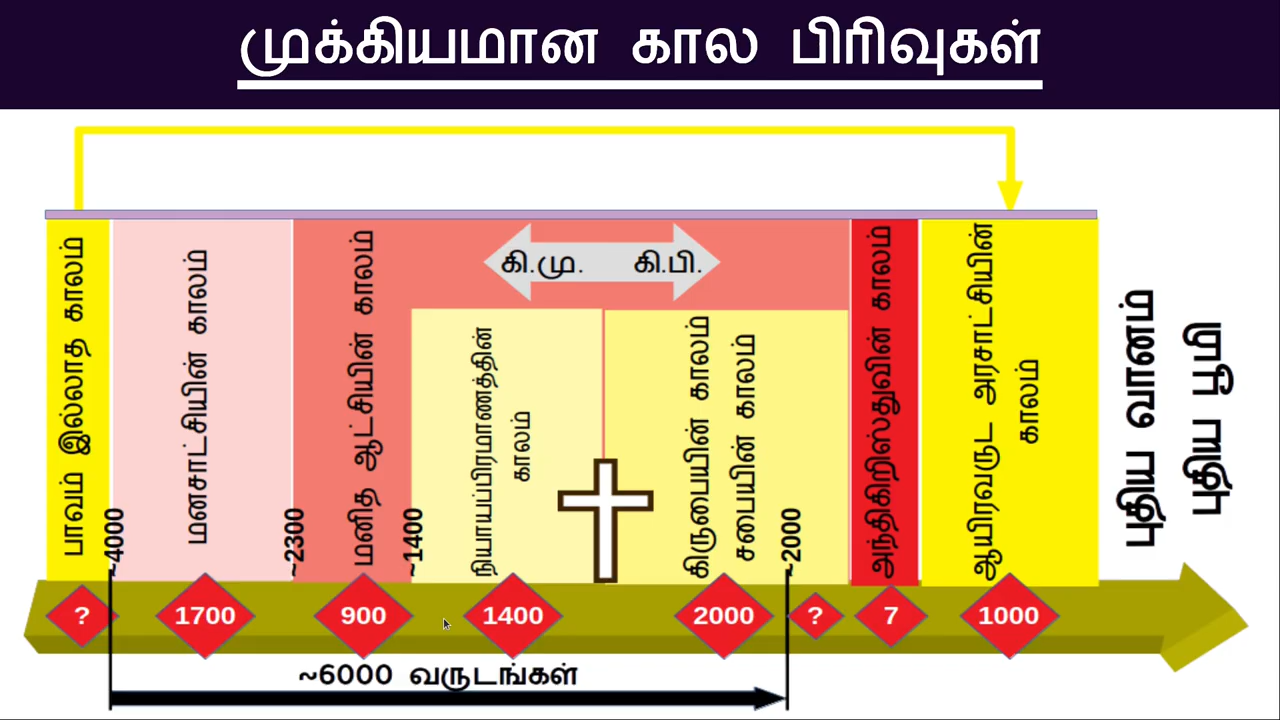 முக்கியமான கால பிரிவுகள்
கி.மு. கி.பி.
பாவம் இல்லாத காலம்
~4000
மனசாட்சியின் காலம்
~2300
மனித ஆட்சியின் காலம்
~1400
நியாயப்பிரமாணத்தின்
காலம்
கிருபையின் காலம்
சபையின் காலம்
~2000
அந்திகிறிஸ்துவின் காலம்
ஆயிரவருட அரசாட்சியின்
காலம்
புதிய வானம்
புதிய பூமி
? 1700 900 1400 2000 ? 7 1000
~6000 வருடங்கள்